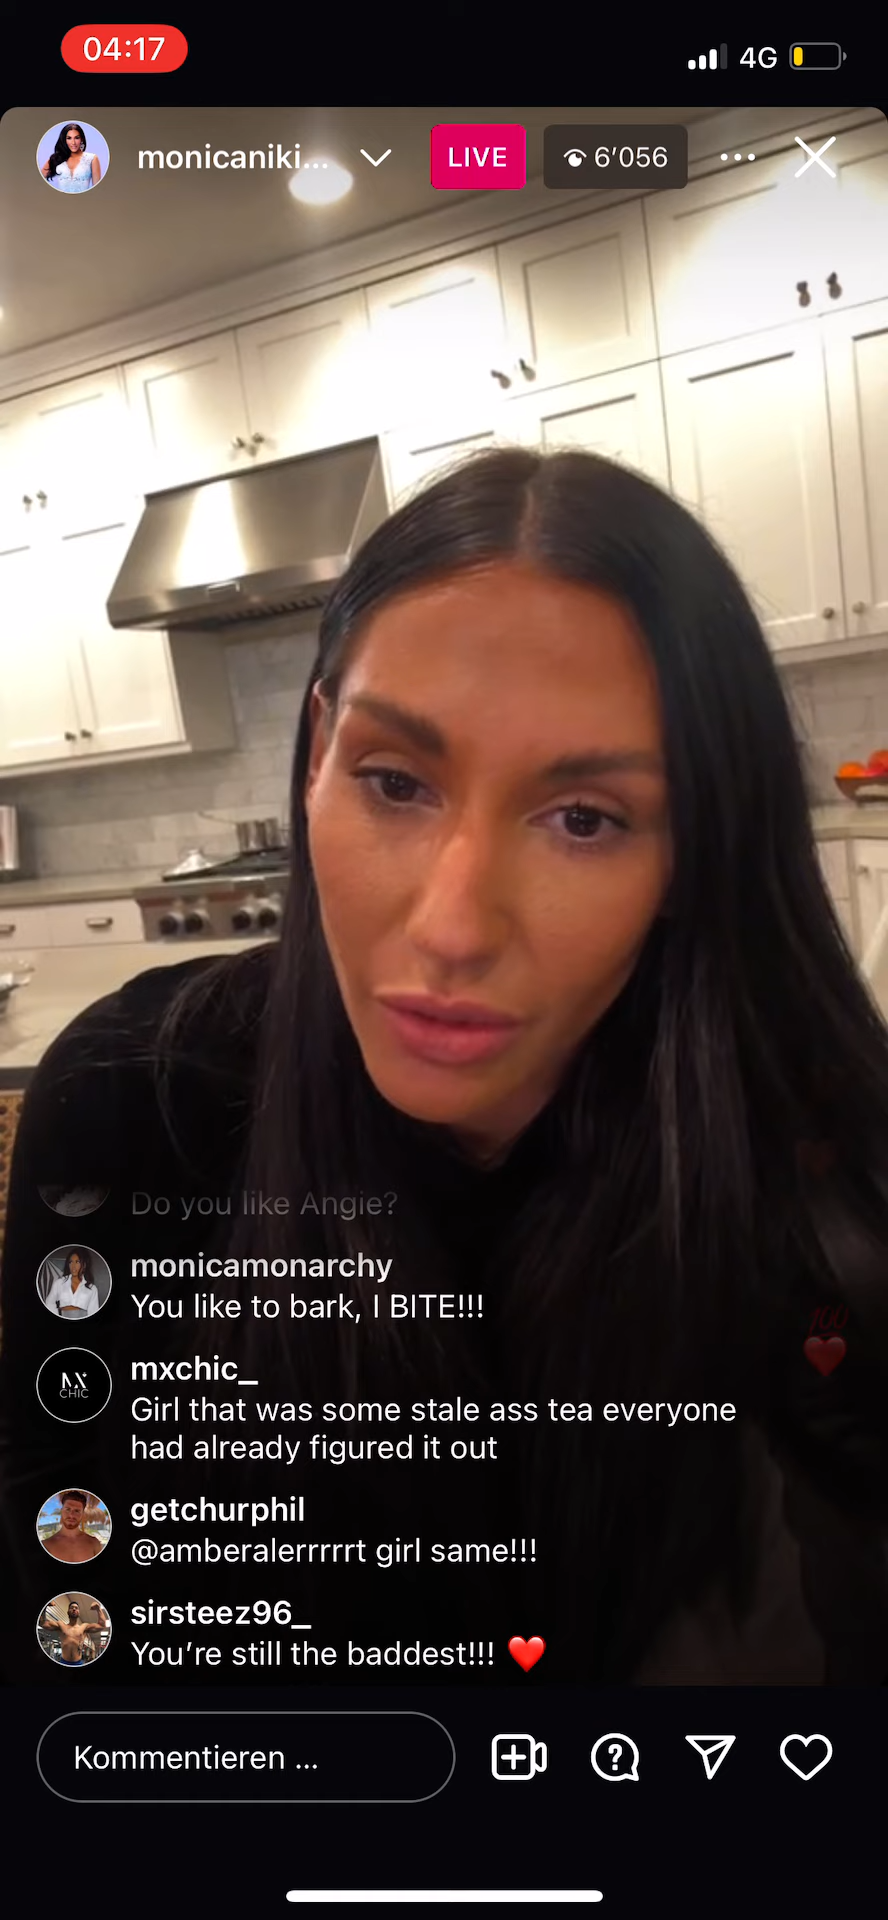 04:17
4G
monicaniki...
LIVE
6’056
Do you like Angie?
monicamonarchy
You like to bark, I BITE!!!
MX
CHIC
mxchic_
Girl that was some stale ass tea everyone
had already figured it out
getchurphil
@amberalerrrrrt girl same!!!
sirsteez96_
You’re still the baddest!!! ❤️
Kommentieren ...